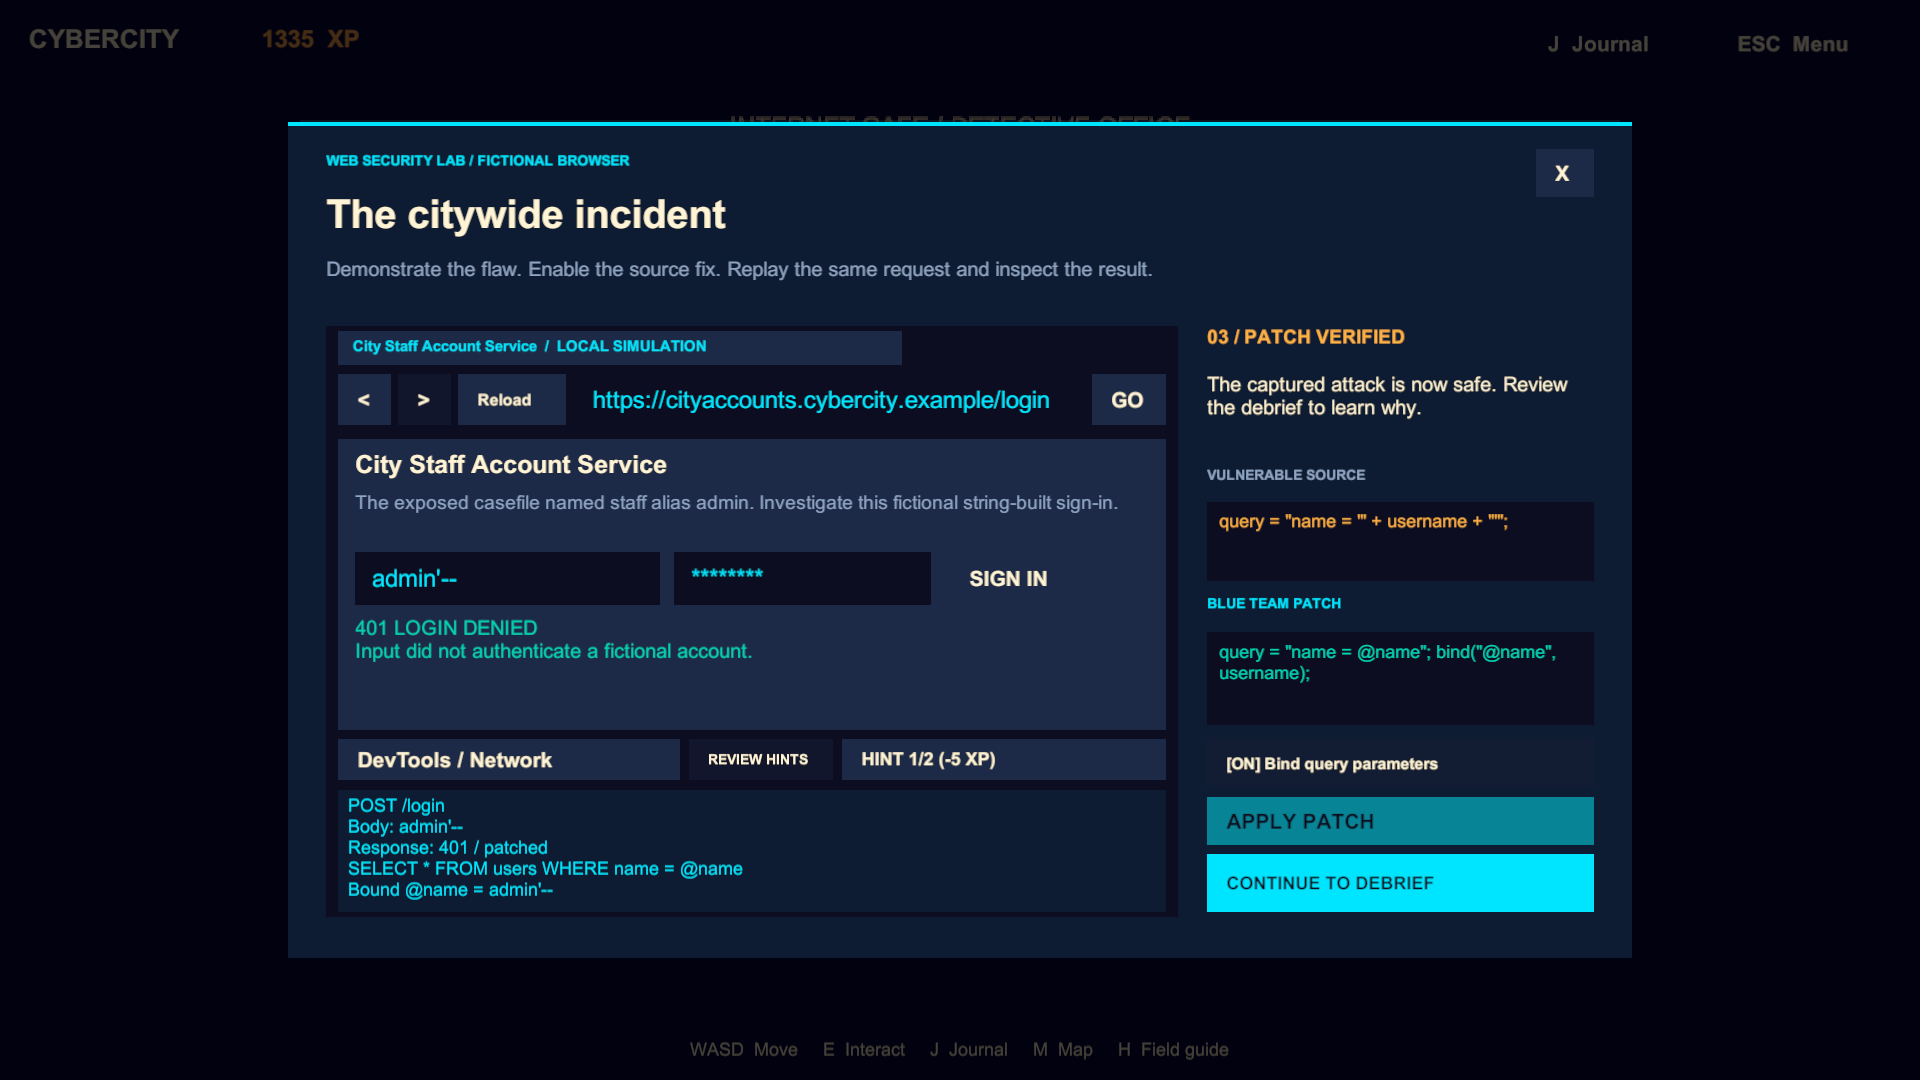 CYBERCITY
1335 XP
J Journal
ESC Menu
INTERNET CAFE / DETECTIVE OFFICE
WEB SECURITY LAB / FICTIONAL BROWSER
X
The citywide incident
Demonstrate the flaw. Enable the source fix. Replay the same request and inspect the result.
City Staff Account Service / LOCAL SIMULATION
<
>
Reload
https://cityaccounts.cybercity.example/login
GO
City Staff Account Service
The exposed casefile named staff alias admin. Investigate this fictional string-built sign-in.
admin'--
********
SIGN IN
401 LOGIN DENIED
Input did not authenticate a fictional account.
DevTools / Network
REVIEW HINTS
HINT 1/2 (-5 XP)
POST /login
Body: admin'--
Response: 401 / patched
SELECT * FROM users WHERE name = @name
Bound @name = admin'--
03 / PATCH VERIFIED
The captured attack is now safe. Review
the debrief to learn why.
VULNERABLE SOURCE
query = "name = '" + username + "'";
BLUE TEAM PATCH
query = "name = @name"; bind("@name",
username);
[ON] Bind query parameters
APPLY PATCH
CONTINUE TO DEBRIEF
WASD Move E Interact J Journal M Map H Field guide